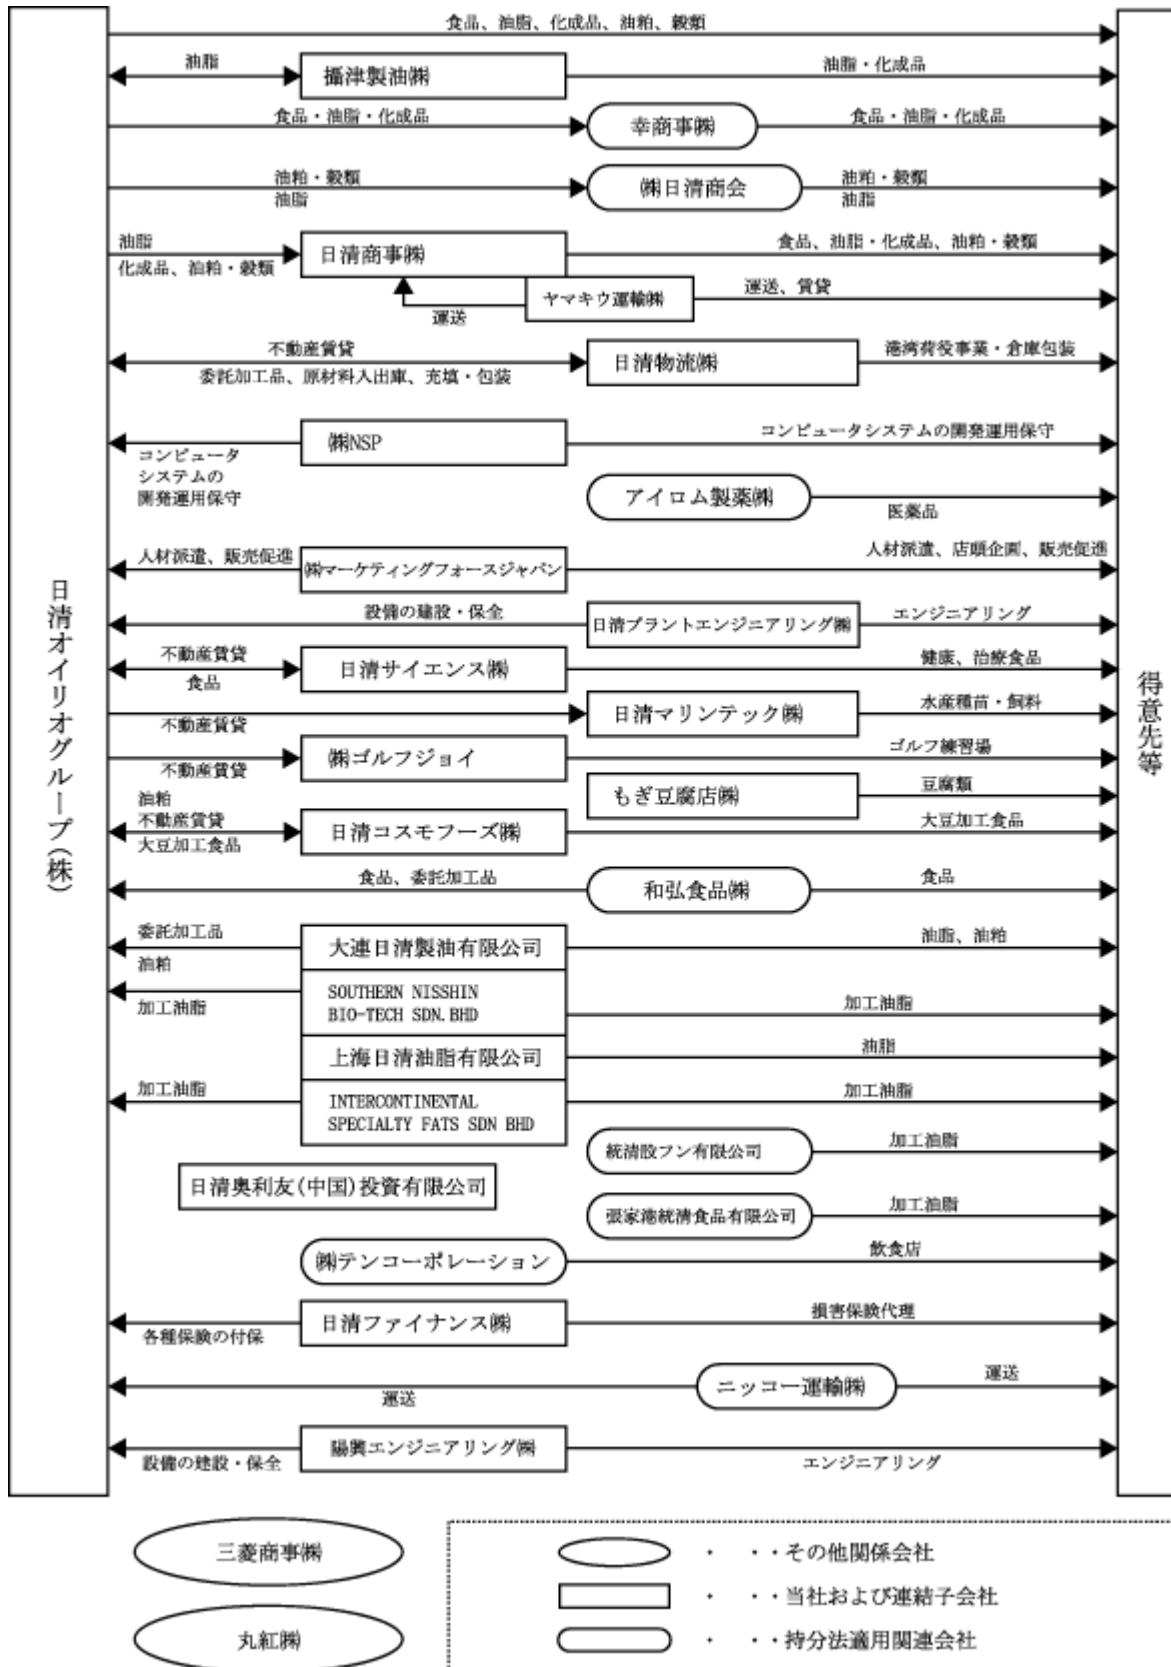 食品、油脂、化成品、油粕、穀類
油脂
攝津製油㈱
油脂・化成品
食品・油脂・化成品
幸商事㈱
食品・油脂・化成品
油粕・穀類
油脂
㈱日清商会
油粕・穀類
油脂
油脂
化成品、油粕・穀類
日清商事㈱
食品、油脂・化成品、油粕・穀類
運送
ヤマキウ運輸㈱
運送、賃貸
不動産賃貸
委託加工品、原材料入出庫、充填・包装
日清物流㈱
港湾荷役事業・倉庫包装
㈱NSP
コンピュータシステムの開発運用保守
コンピュータ
システムの
開発運用保守
アイロム製薬㈱
医薬品
人材派遣、販売促進
㈱マーケティングフォースジャパン
人材派遣、店頭企画、販売促進
設備の建設・保全
日清プラントエンジニアリング㈱
エンジニアリング
不動産賃貸
食品
日清サイエンス㈱
健康、治療食品
不動産賃貸
日清マリンテック㈱
水産種苗・飼料
不動産賃貸
㈱ゴルフジョイ
ゴルフ練習場
もぎ豆腐店㈱
豆腐類
油粕
不動産賃貸
大豆加工食品
日清コスモフーズ㈱
大豆加工食品
食品、委託加工品
和弘食品㈱
食品
委託加工品
油粕
大連日清製油有限公司
油脂、油粕
加工油脂
SOUTHERN NISSHIN
BIO-TECH SDN.BHD
加工油脂
上海日清油脂有限公司
油脂
加工油脂
INTERCONTINENTAL
SPECIALTY FATS SDN BHD
加工油脂
統清股フン有限公司
加工油脂
日清奥利友(中国)投資有限公司
張家港統清食品有限公司
加工油脂
㈱テンコーポレーション
飲食店
各種保険の付保
日清ファイナンス㈱
損害保険代理
運送
ニッコー運輸㈱
運送
設備の建設・保全
陽興エンジニアリング㈱
エンジニアリング
日清オイリオグループ(株)
得意先等
三菱商事㈱
丸紅㈱
・ ・・その他関係会社
・ ・・当社および連結子会社
・ ・・持分法適用関連会社